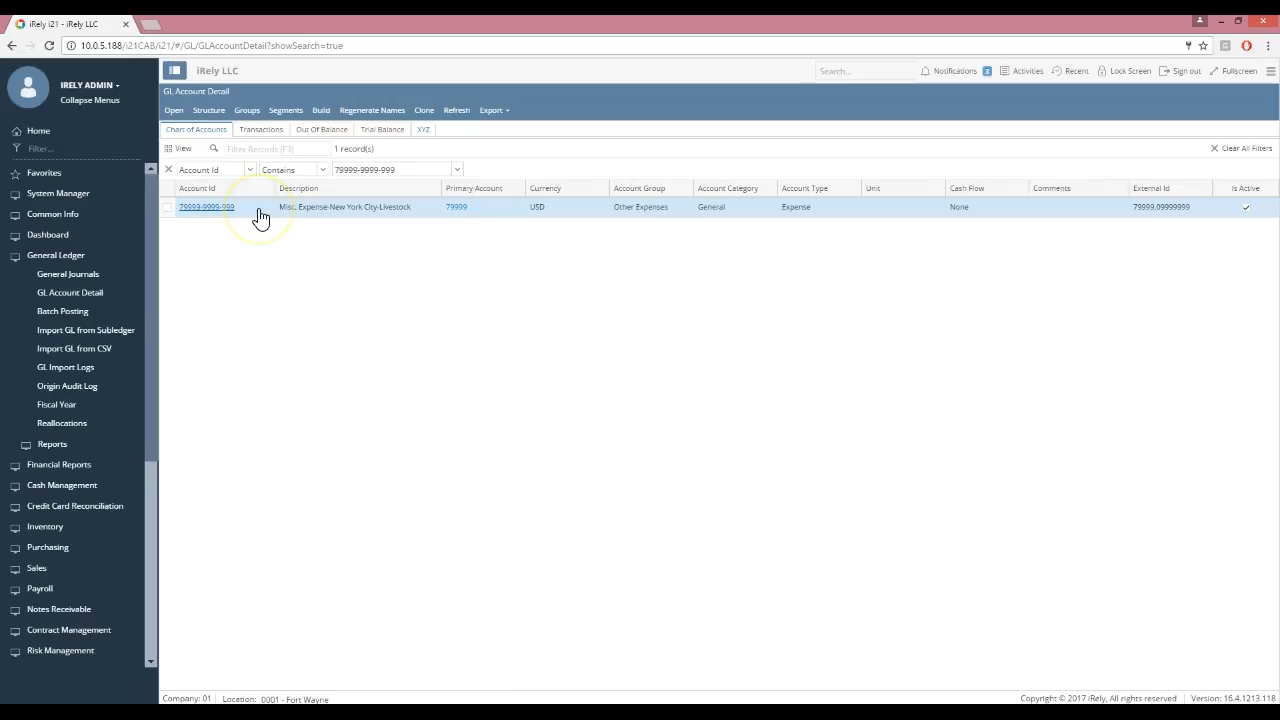 iRely i21 - iRely LLC
10.0.5.188/i21CAB/i21/#/GL/GLAccountDetail?showSearch=true
IRELY ADMIN
Collapse Menus
iRely LLC
Search...
Notifications 3
Activities
Recent
Lock Screen
Sign out
Fullscreen
GL Account Detail
Open Structure Groups Segments Build Regenerate Names Clone Refresh Export
Chart of Accounts Transactions Out Of Balance Trial Balance XYZ
View Filter Records (F3) 1 record(s) Clear All Filters
Account Id Contains 79999-9999-999
Account Id Description Primary Account Currency Account Group Account Category Account Type Unit Cash Flow Comments External Id Is Active
79999-9999-999 Misc. Expense-New York City-Livestock 79999 USD Other Expenses General Expense None 79999.09999999
Home
Filter...
Favorites
System Manager
Common Info
Dashboard
General Ledger
General Journals
GL Account Detail
Batch Posting
Import GL from Subledger
Import GL from CSV
GL Import Logs
Origin Audit Log
Fiscal Year
Reallocations
Reports
Financial Reports
Cash Management
Credit Card Reconciliation
Inventory
Purchasing
Sales
Payroll
Notes Receivable
Contract Management
Risk Management
Company: 01 Location: 0001 - Fort Wayne
Copyright © 2017 iRely, All rights reserved Version: 16.4.1213.118